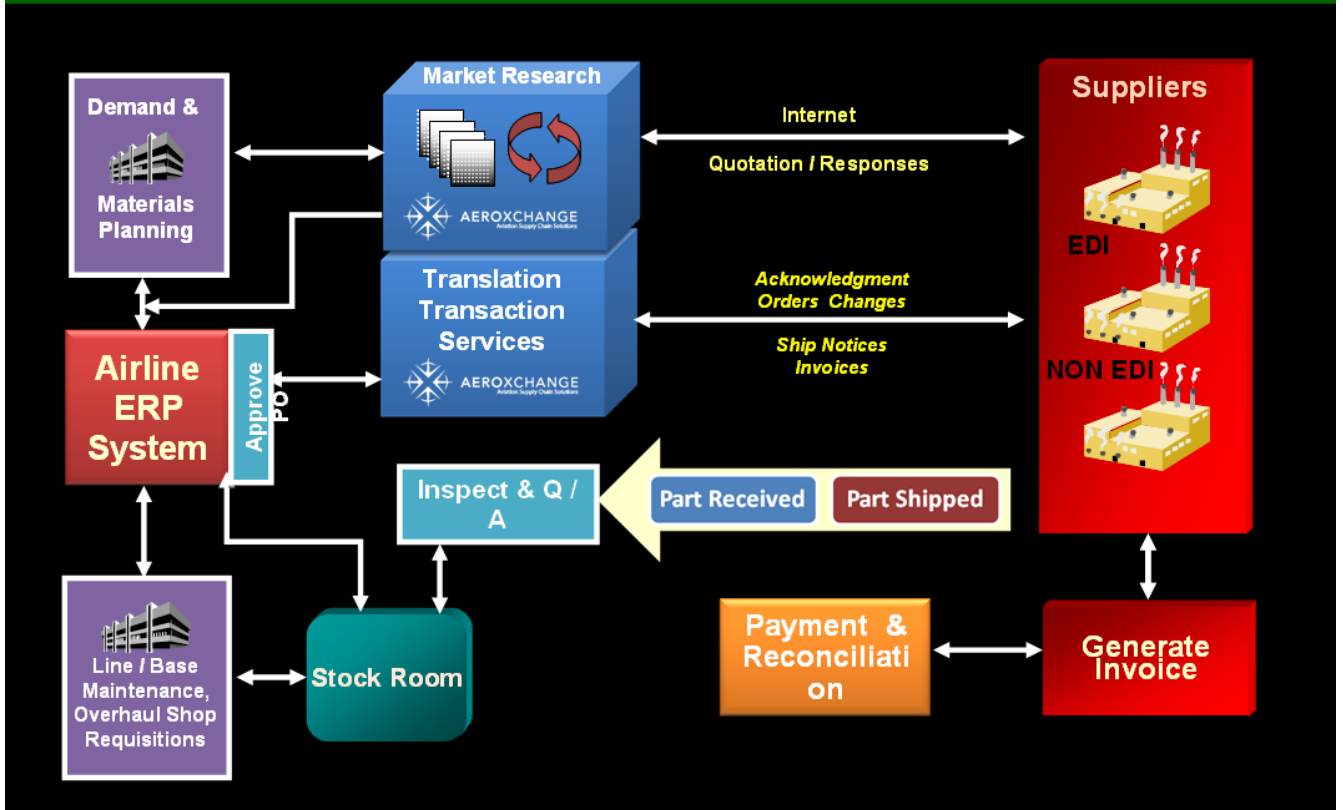 Demand &
Materials
Planning
Market Research
AEROXCHANGE
Aviation Supply Chain Solutions
Translation
Transaction
Services
AEROXCHANGE
Aviation Supply Chain Solutions
Internet
Quotation / Responses
Acknowledgment
Orders Changes
Ship Notices
Invoices
Suppliers
EDI
NON EDI
Airline
ERP
System
Approve
PO
Inspect & Q /
A
Part Received
Part Shipped
Line / Base
Maintenance,
Overhaul Shop
Requisitions
Stock Room
Payment &
Reconciliati
on
Generate
Invoice